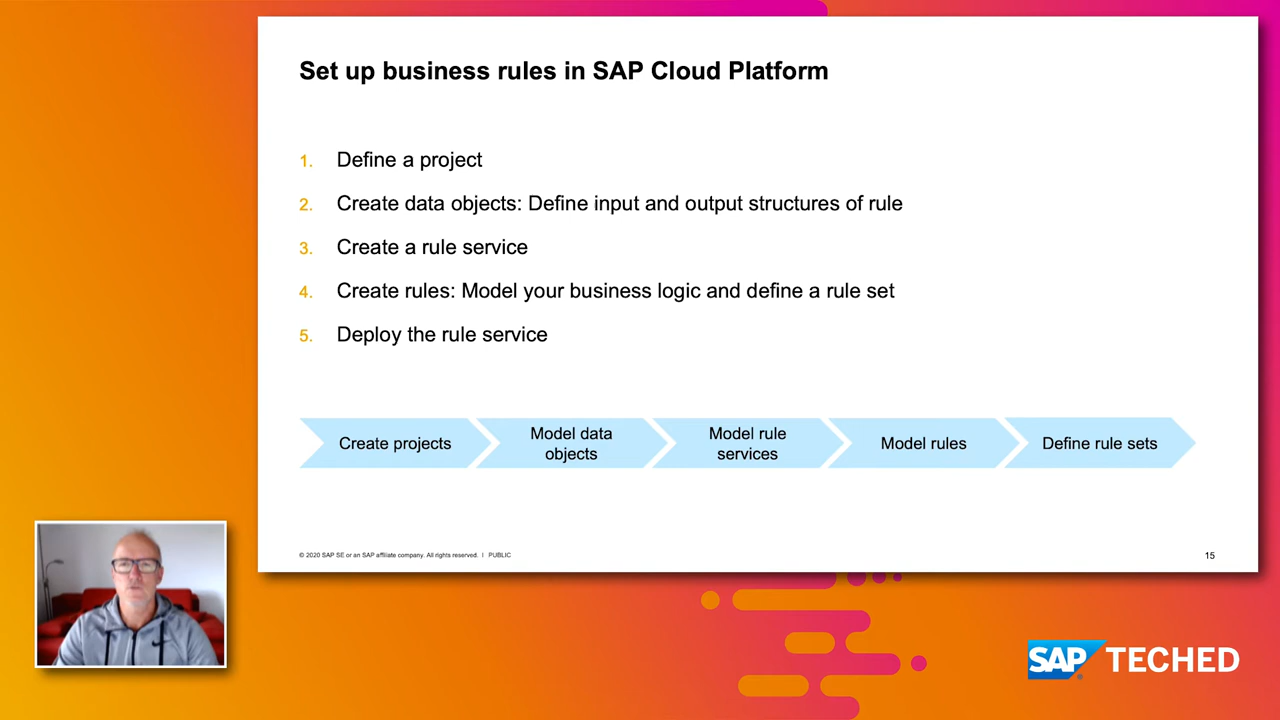 Set up business rules in SAP Cloud Platform
1. Define a project
2. Create data objects: Define input and output structures of rule
3. Create a rule service
4. Create rules: Model your business logic and define a rule set
5. Deploy the rule service
Create projects
Model data
objects
Model rule
services
Model rules
Define rule sets
© 2020 SAP SE or an SAP affiliate company. All rights reserved. I PUBLIC
15
SAP TECHED